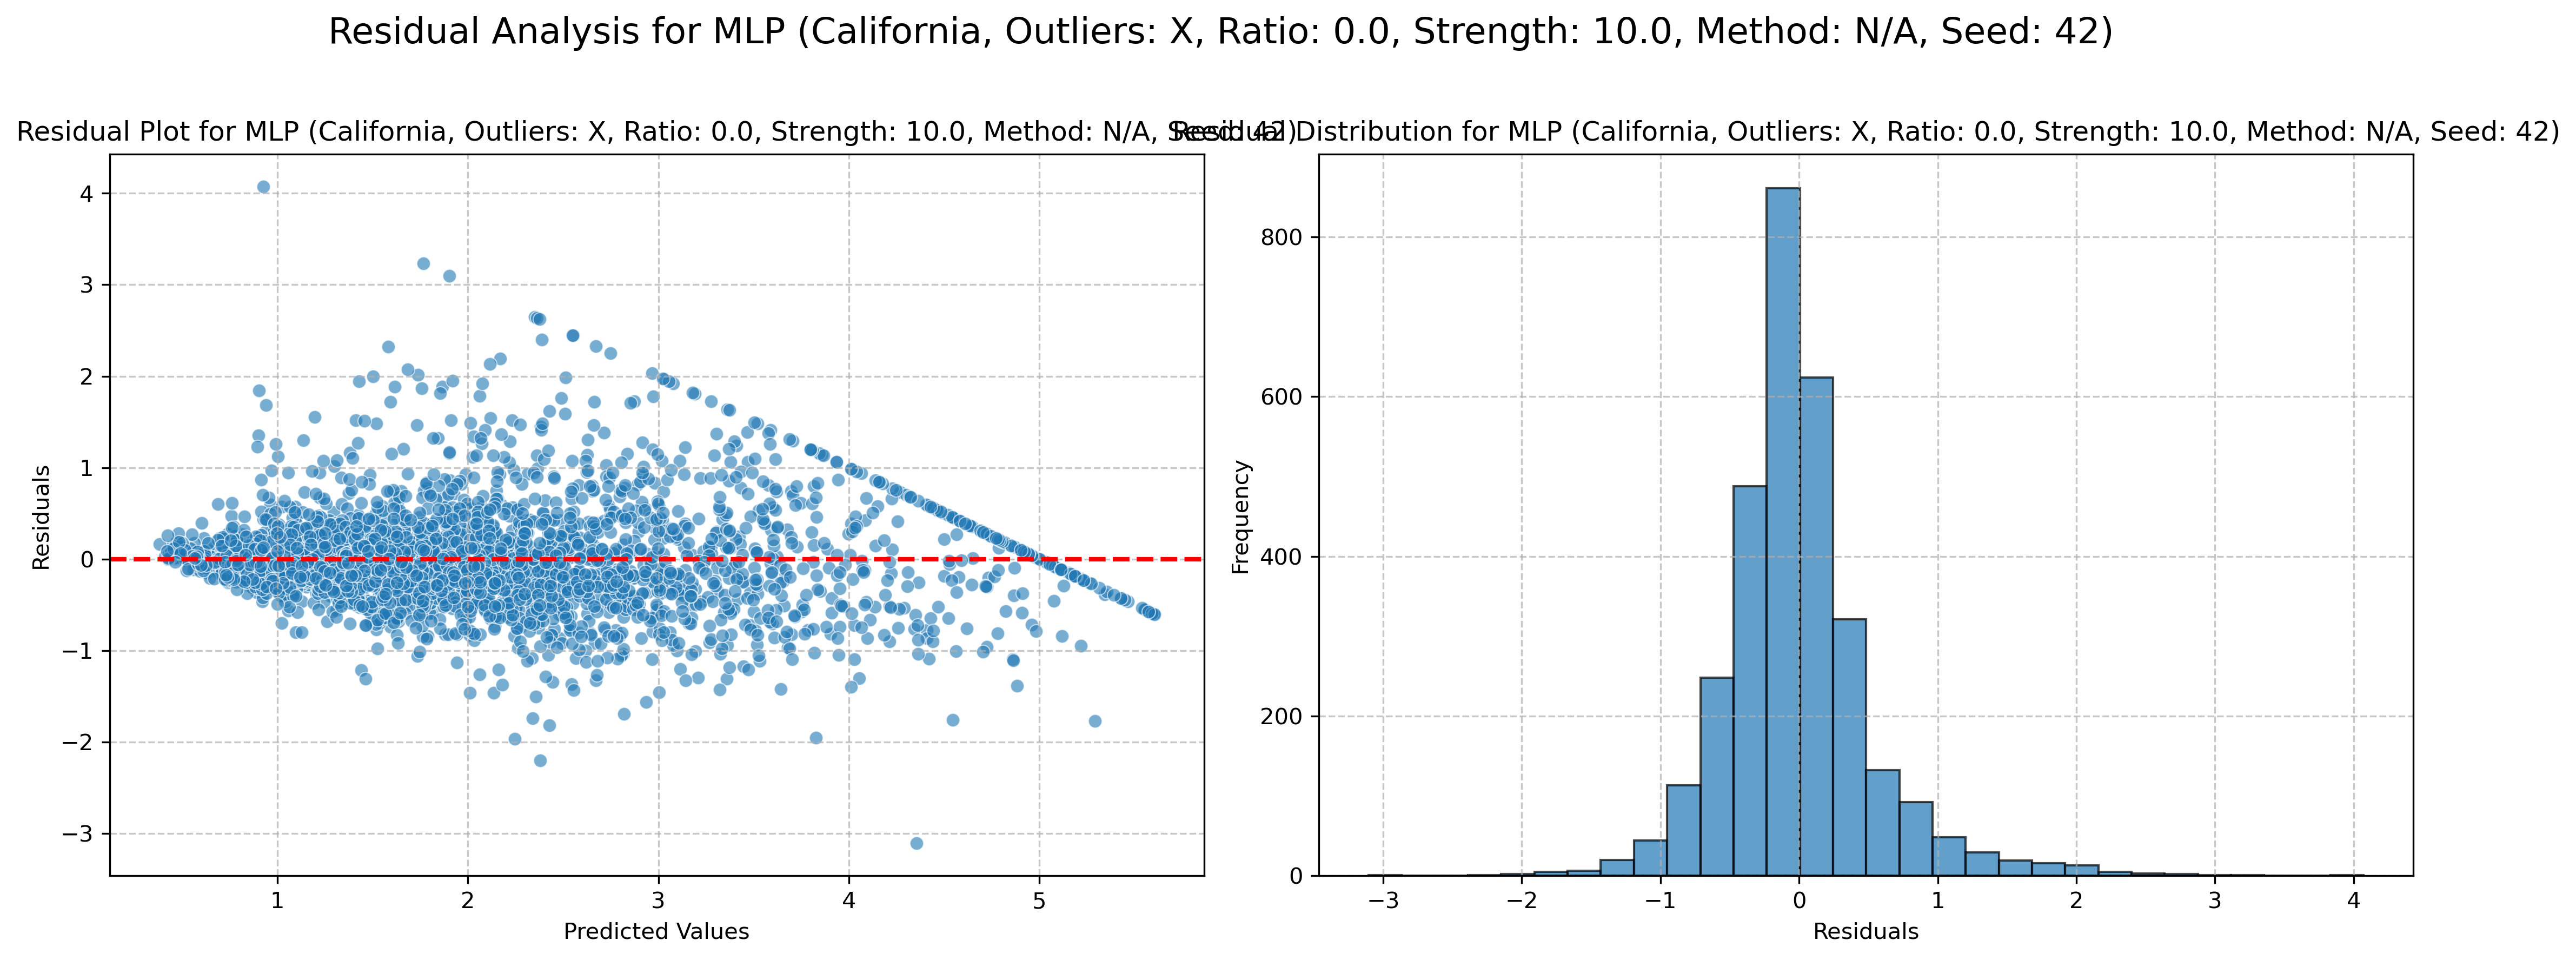 Residual Analysis for MLP (California, Outliers: X, Ratio: 0.0, Strength: 10.0, Method: N/A, Seed: 42)
Residual Plot for MLP (California, Outliers: X, Ratio: 0.0, Strength: 10.0, Method: N/A, Seed: 42)
4
3
2
1
0
−1
−2
−3
Residuals
1 2 3 4 5
Predicted Values
Residual Distribution for MLP (California, Outliers: X, Ratio: 0.0, Strength: 10.0, Method: N/A, Seed: 42)
800
600
400
200
0
Frequency
−3 −2 −1 0 1 2 3 4
Residuals